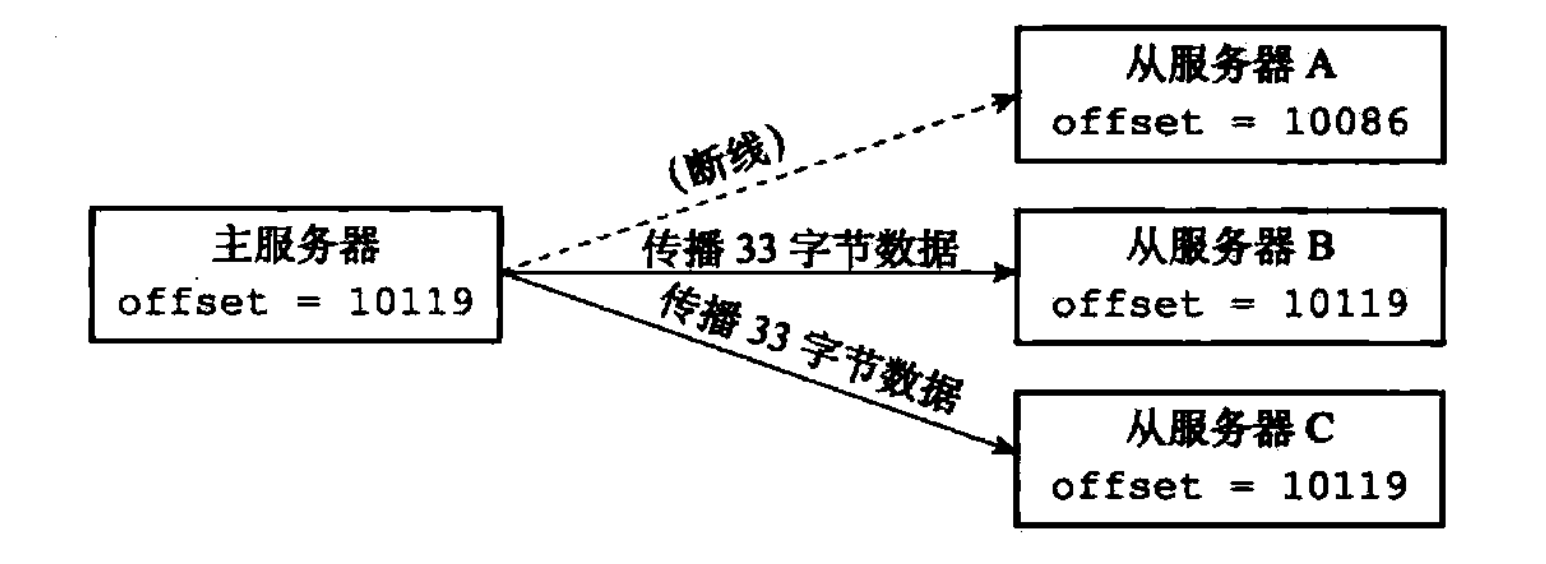 从服务器 A
offset = 10086
(断线)
主服务器
offset = 10119
传播 33 字节数据
从服务器 B
offset = 10119
传播 33 字节数据
从服务器 C
offset = 10119